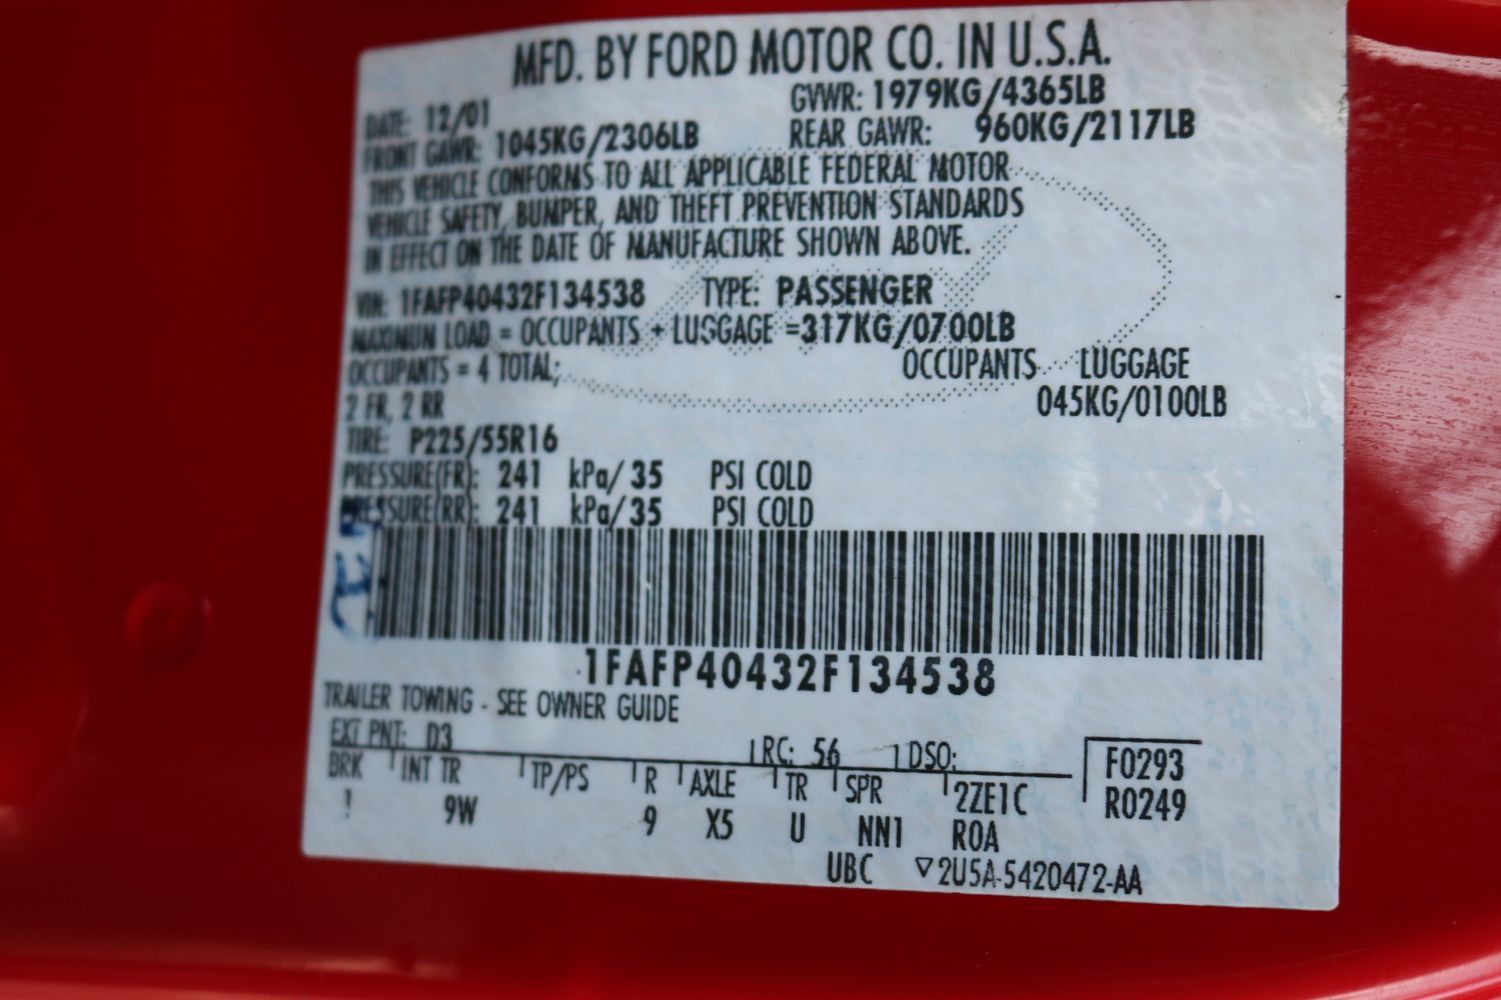 MFD. BY FORD MOTOR CO. IN U.S.A.
DATE: 12/01 GVWR: 1979KG/4365LB
FRONT GAWR: 1045KG/2306LB REAR GAWR: 960KG/2117LB
THIS VEHICLE CONFORMS TO ALL APPLICABLE FEDERAL MOTOR
VEHICLE SAFETY, BUMPER, AND THEFT PREVENTION STANDARDS
IN EFFECT ON THE DATE OF MANUFACTURE SHOWN ABOVE.
VIN: 1FAFP40432F134538 TYPE: PASSENGER
MAXIMUN LOAD = OCCUPANTS + LUGGAGE =317KG/0700LB
OCCUPANTS = 4 TOTAL; OCCUPANTS LUGGAGE
2 FR, 2 RR 045KG/0100LB
TIRE: P225/55R16
PRESSURE(FR): 241 kPa/ 35 PSI COLD
PRESSURE(RR): 241 kPa/ 35 PSI COLD
1FAFP40432F134538
TRAILER TOWING - SEE OWNER GUIDE
EXT PNT: D3 RC: 56 DSO: F0293
BRK INT TR TP/PS R AXLE TR SPR 2ZE1C R0249
! 9W 9 X5 U NN1 ROA
UBC ▽2U5A-5420472-AA